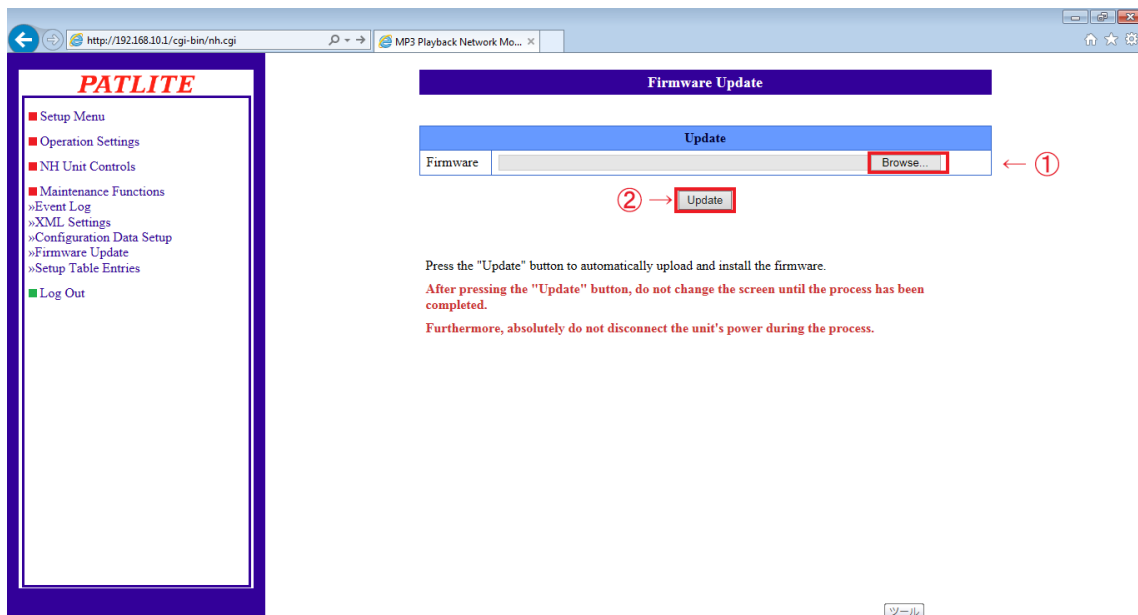 http://192.168.10.1/cgi-bin/nh.cgi
MP3 Playback Network Mo...
PATLITE
Setup Menu
Operation Settings
NH Unit Controls
Maintenance Functions
»Event Log
»XML Settings
»Configuration Data Setup
»Firmware Update
»Setup Table Entries
Log Out
Firmware Update
Update
Firmware
Browse...
← ①
② →
Update
Press the "Update" button to automatically upload and install the firmware.
After pressing the "Update" button, do not change the screen until the process has been
completed.
Furthermore, absolutely do not disconnect the unit's power during the process.
ツール